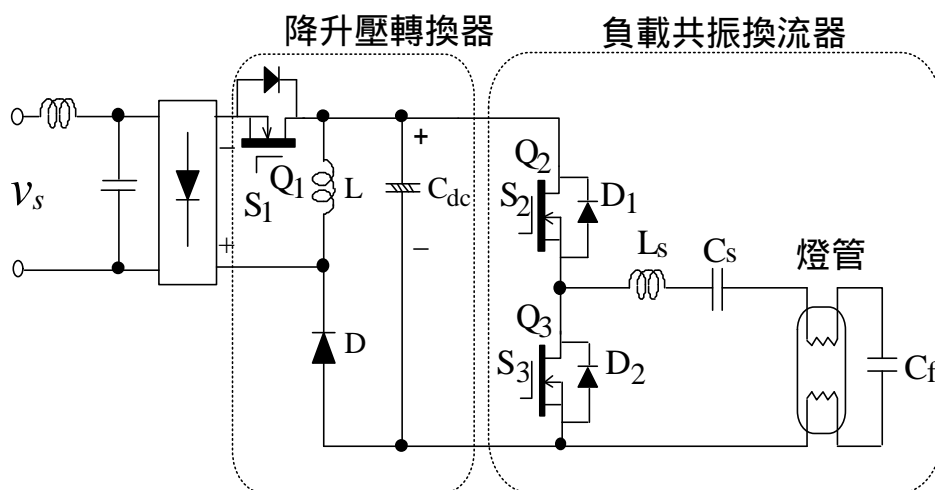 降升壓轉換器
負載共振換流器
v_s
−
+
Q_1
S_1
L
+
C_dc
−
D
Q_2
S_2
D_1
L_s
C_s
燈管
Q_3
S_3
D_2
C_f